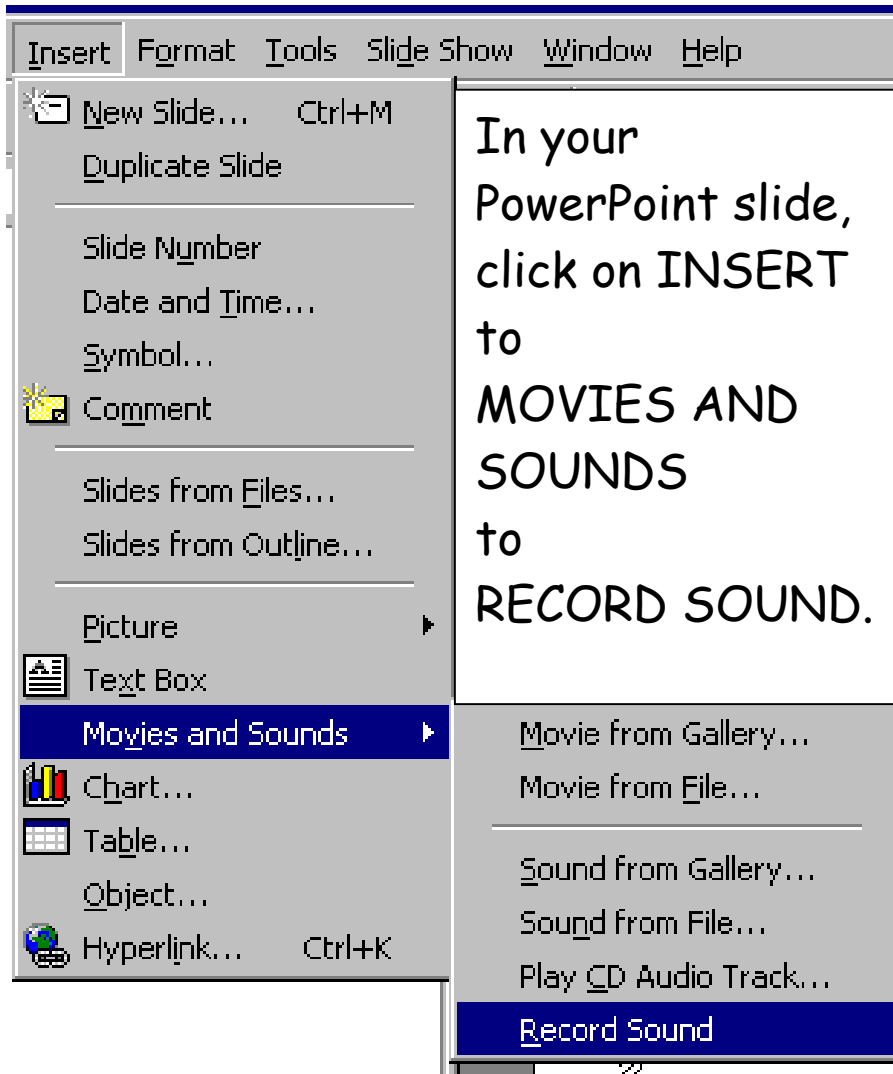 Insert Format Tools Slide Show Window Help
New Slide... Ctrl+M
Duplicate Slide
Slide Number
Date and Time...
Symbol...
Comment
Slides from Files...
Slides from Outline...
Picture
Text Box
Movies and Sounds
Chart...
Table...
Object...
Hyperlink... Ctrl+K
In your
PowerPoint slide,
click on INSERT
to
MOVIES AND
SOUNDS
to
RECORD SOUND.
Movie from Gallery...
Movie from File...
Sound from Gallery...
Sound from File...
Play CD Audio Track...
Record Sound